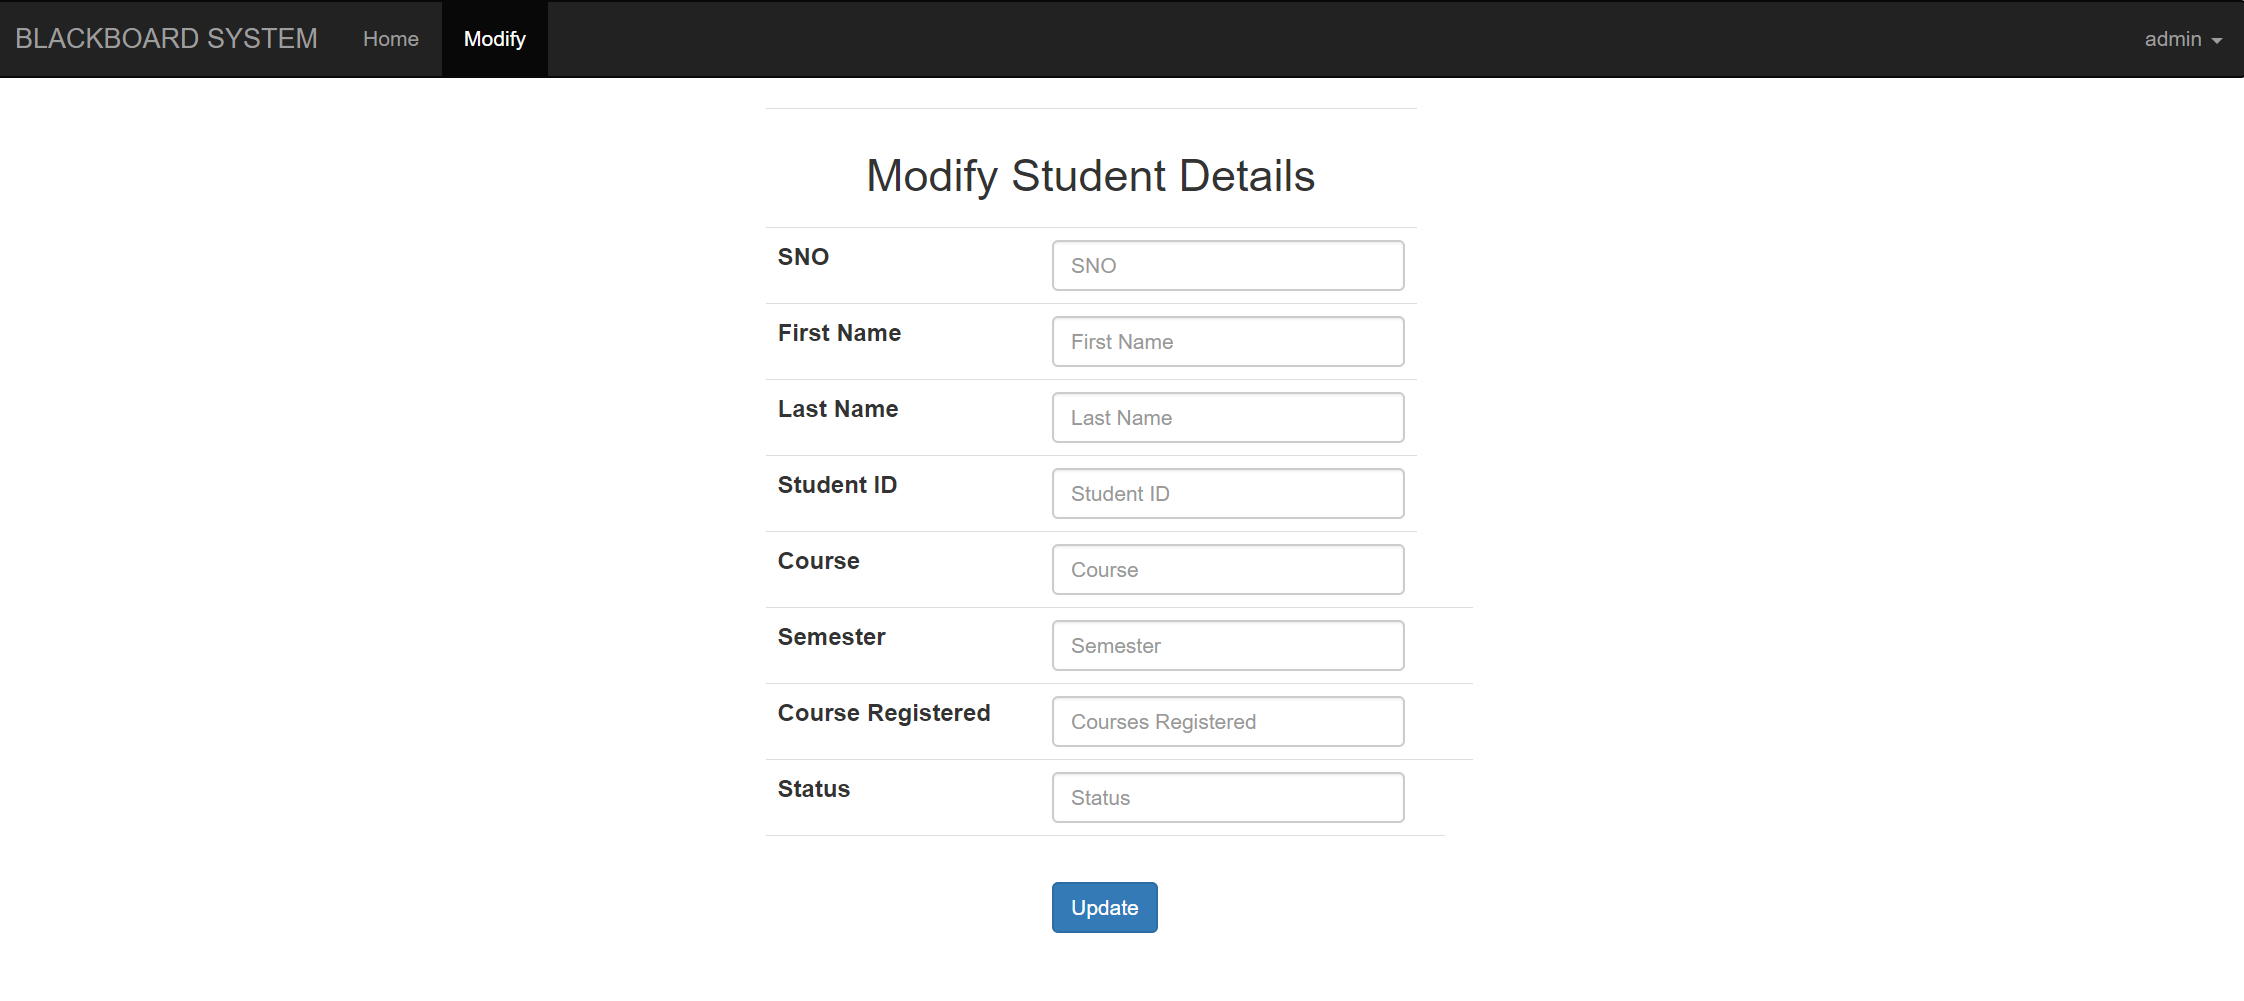 BLACKBOARD SYSTEM Home Modify admin
Modify Student Details
SNO SNO
First Name First Name
Last Name Last Name
Student ID Student ID
Course Course
Semester Semester
Course Registered Courses Registered
Status Status
Update